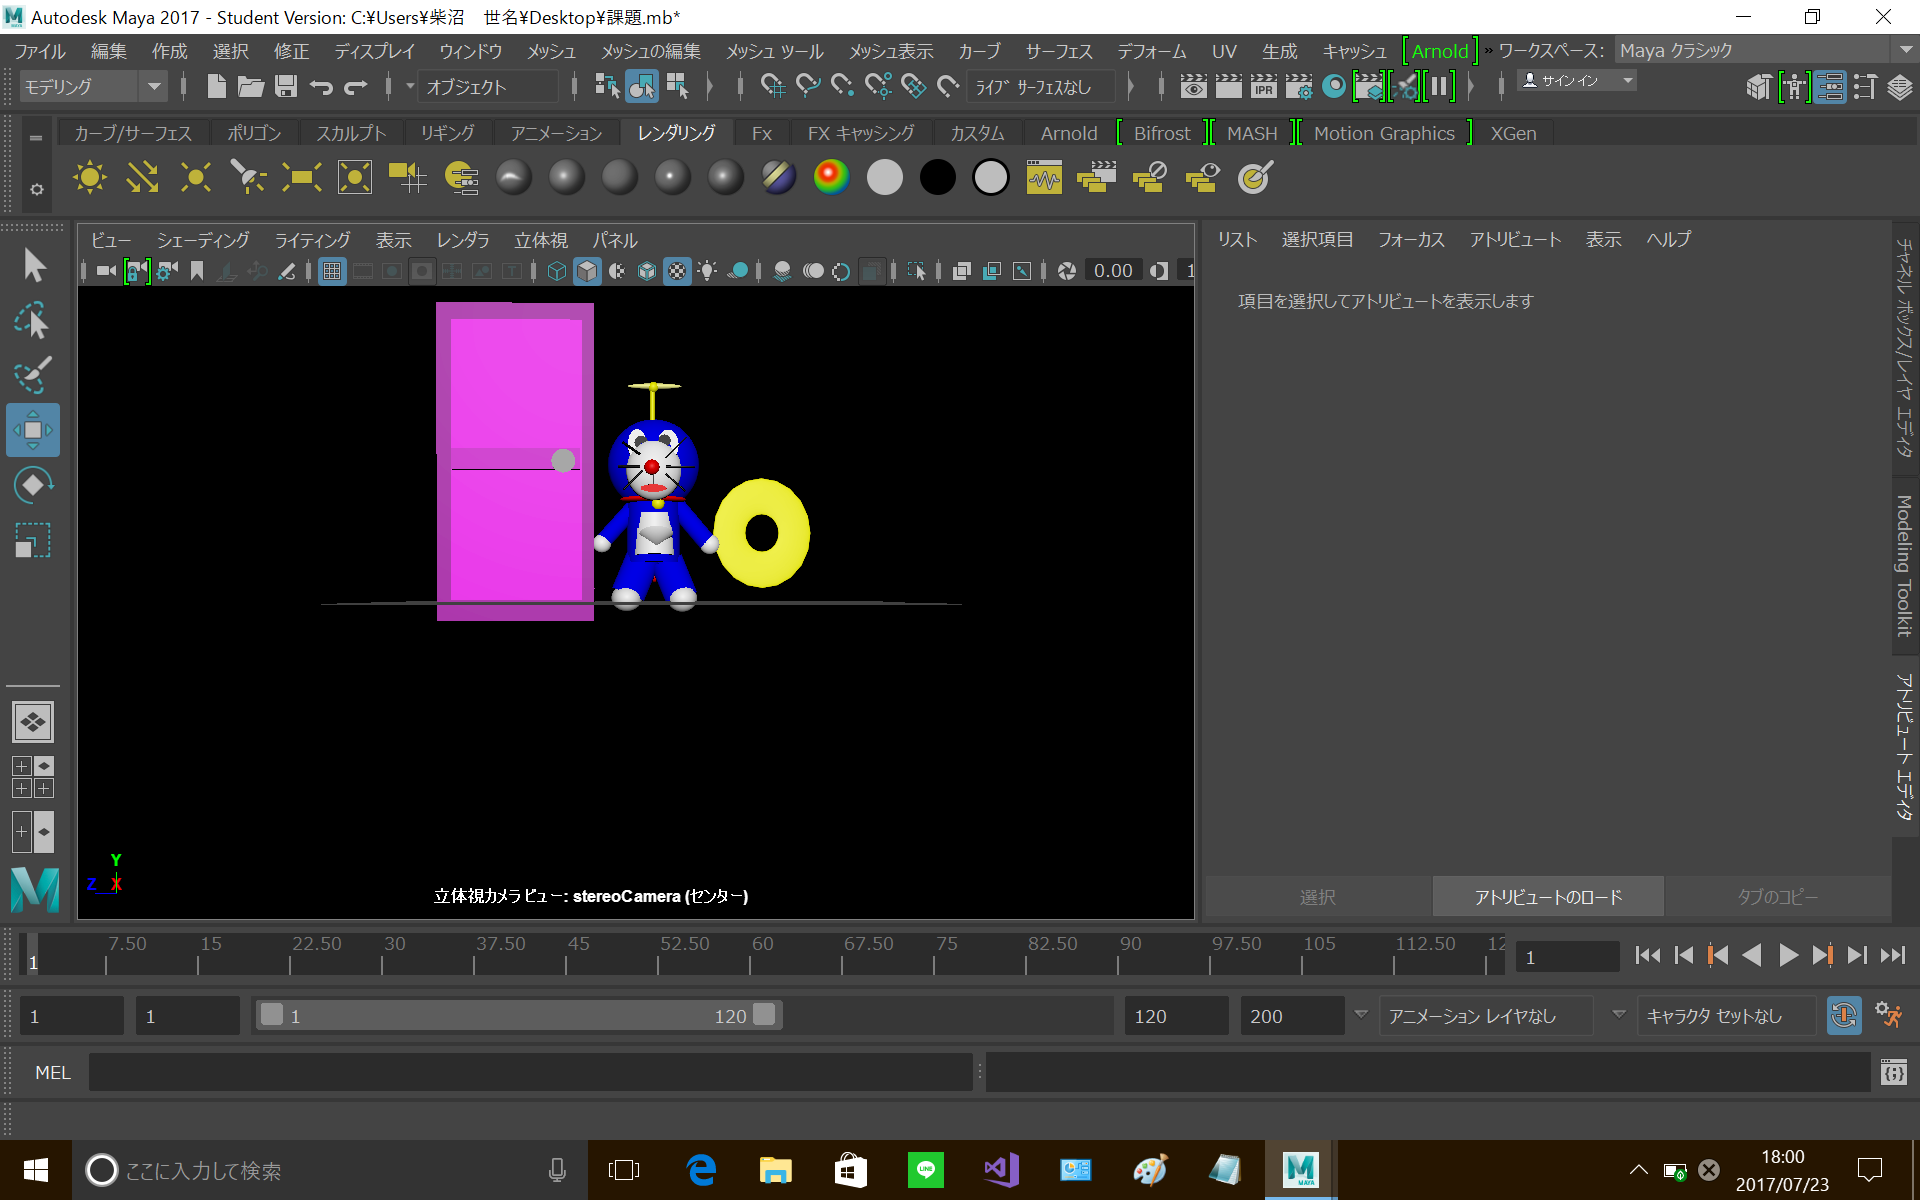 Autodesk Maya 2017 - Student Version: C:¥Users¥柴沼　世名¥Desktop¥課題.mb*
ファイル 編集 作成 選択 修正 ディスプレイ ウィンドウ メッシュ メッシュの編集 メッシュ ツール メッシュ表示 カーブ サーフェス デフォーム UV 生成 キャッシュ [Arnold] » ワークスペース: Maya クラシック
モデリング オブジェクト ライブ サーフェスなし IPR サイン イン
カーブ/サーフェス ポリゴン スカルプト リギング アニメーション レンダリング Fx FX キャッシング カスタム Arnold [ Bifrost ][ MASH ][ Motion Graphics ] XGen
ビュー シェーディング ライティング 表示 レンダラ 立体視 パネル
0.00 1
リスト 選択項目 フォーカス アトリビュート 表示 ヘルプ
項目を選択してアトリビュートを表示します
チャネル ボックス/レイヤ エディタ
Modeling Toolkit
アトリビュート エディタ
Y
Z X
立体視カメラ ビュー: stereoCamera (センター)
選択 アトリビュートのロード タブのコピー
1 7.50 15 22.50 30 37.50 45 52.50 60 67.50 75 82.50 90 97.50 105 112.50 12 1
1 1 1 120 120 200 アニメーション レイヤなし キャラクタ セットなし
MEL
ここに入力して検索
LINE
MAYA
18:00
2017/07/23